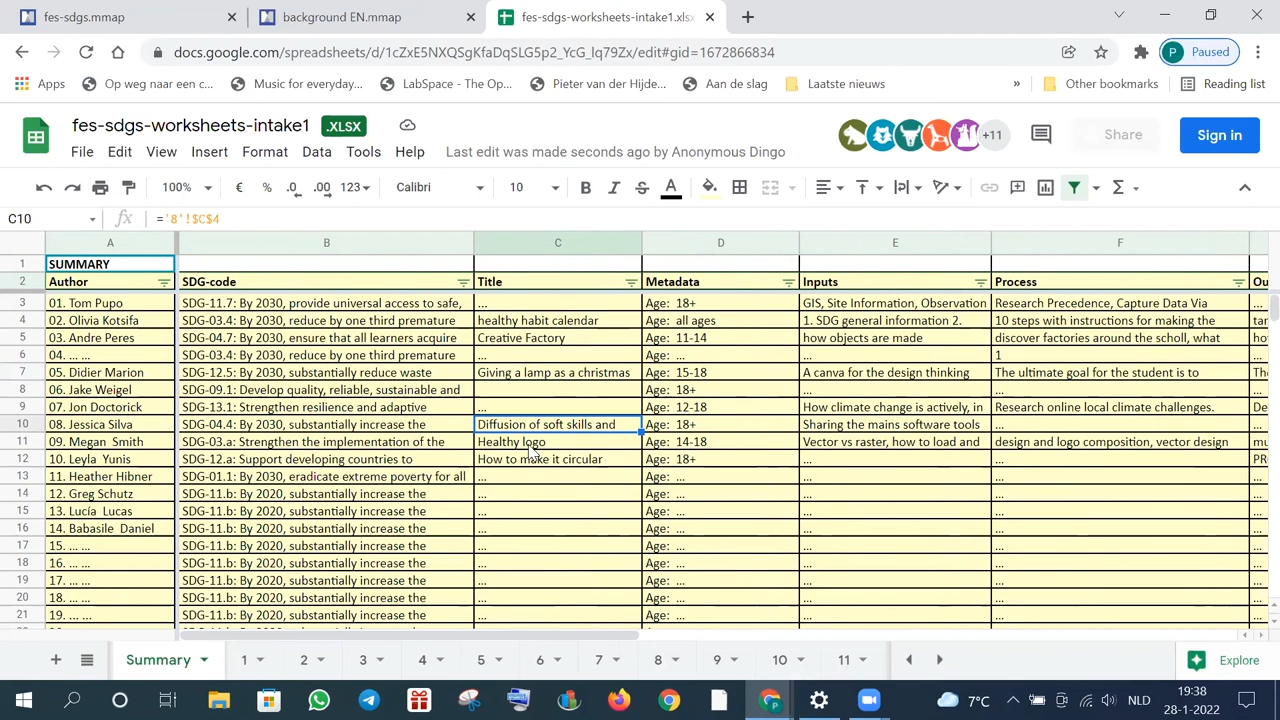 fes-sdgs.mmap
background EN.mmap
fes-sdgs-worksheets-intake1.xlsx
docs.google.com/spreadsheets/d/1cZxE5NXQSgKfaDqSLG5p2_YcG_lq79Zx/edit#gid=1672866834
P Paused
Apps Op weg naar een c... Music for everyday... LabSpace - The Op... Pieter van der Hijde... Aan de slag Laatste nieuws » Other bookmarks Reading list
fes-sdgs-worksheets-intake1 .XLSX
+11 Share Sign in
File Edit View Insert Format Data Tools Help Last edit was made seconds ago by Anonymous Dingo
100% € % .0 .00 123 Calibri 10 B I S A Σ
C10 fx ='8'!$C$4
A B C D E F
1 SUMMARY
2 Author SDG-code Title Metadata Inputs Process Ou
3 01. Tom Pupo SDG-11.7: By 2030, provide universal access to safe, ... Age: 18+ GIS, Site Information, Observation Research Precedence, Capture Data Via ...
4 02. Olivia Kotsifa SDG-03.4: By 2030, reduce by one third premature healthy habit calendar Age: all ages 1. SDG general information 2. 10 steps with instructions for making the tar
5 03. Andre Peres SDG-04.7: By 2030, ensure that all learners acquire Creative Factory Age: 11-14 how objects are made discover factories around the scholl, what ho
6 04. ... ... SDG-03.4: By 2030, reduce by one third premature ... Age: ... ... 1 ...
7 05. Didier Marion SDG-12.5: By 2030, substantially reduce waste Giving a lamp as a christmas Age: 15-18 A canva for the design thinking The ultimate goal for the student is to Th
8 06. Jake Weigel SDG-09.1: Develop quality, reliable, sustainable and Age: 18+ ... ... ...
9 07. Jon Doctorick SDG-13.1: Strengthen resilience and adaptive ... Age: 12-18 How climate change is actively, in Research online local climate challenges. De
10 08. Jessica Silva SDG-04.4: By 2030, substantially increase the Diffusion of soft skills and Age: 18+ Sharing the mains software tools ... ...
11 09. Megan Smith SDG-03.a: Strengthen the implementation of the Healthy logo Age: 14-18 Vector vs raster, how to load and design and logo composition, vector design mu
12 10. Leyla Yunis SDG-12.a: Support developing countries to How to make it circular Age: 18+ ... ... PR
13 11. Heather Hibner SDG-01.1: By 2030, eradicate extreme poverty for all ... Age: ... ... ... ...
14 12. Greg Schutz SDG-11.b: By 2020, substantially increase the ... Age: ... ... ... ...
15 13. Lucía Lucas SDG-11.b: By 2020, substantially increase the ... Age: ... ... ... ...
16 14. Babasile Daniel SDG-11.b: By 2020, substantially increase the ... Age: ... ... ... ...
17 15. ... ... SDG-11.b: By 2020, substantially increase the ... Age: ... ... ... ...
18 16. ... ... SDG-11.b: By 2020, substantially increase the ... Age: ... ... ... ...
19 17. ... ... SDG-11.b: By 2020, substantially increase the ... Age: ... ... ... ...
20 18. ... ... SDG-11.b: By 2020, substantially increase the ... Age: ... ... ... ...
21 19. ... ... SDG-11.b: By 2020, substantially increase the ... Age: ... ... ... ...
Summary 1 2 3 4 5 6 7 8 9 10 11 Explore
7°C NLD 19:38
28-1-2022